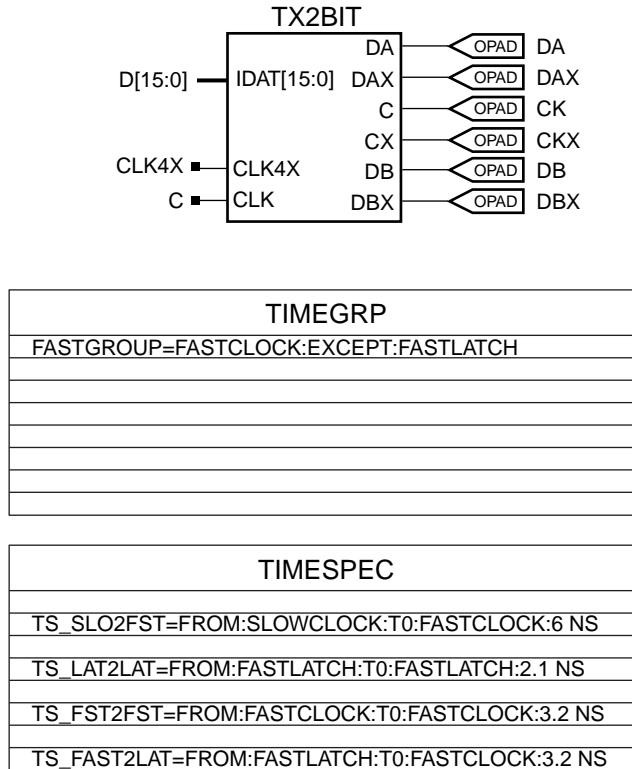 TX2BIT
DA OPAD DA
D[15:0] IDAT[15:0] DAX OPAD DAX
C OPAD CK
CX OPAD CKX
CLK4X CLK4X DB OPAD DB
C CLK DBX OPAD DBX
TIMEGRP
FASTGROUP=FASTCLOCK:EXCEPT:FASTLATCH
TIMESPEC
TS_SLO2FST=FROM:SLOWCLOCK:T0:FASTCLOCK:6 NS
TS_LAT2LAT=FROM:FASTLATCH:T0:FASTLATCH:2.1 NS
TS_FST2FST=FROM:FASTCLOCK:T0:FASTCLOCK:3.2 NS
TS_FAST2LAT=FROM:FASTLATCH:T0:FASTCLOCK:3.2 NS